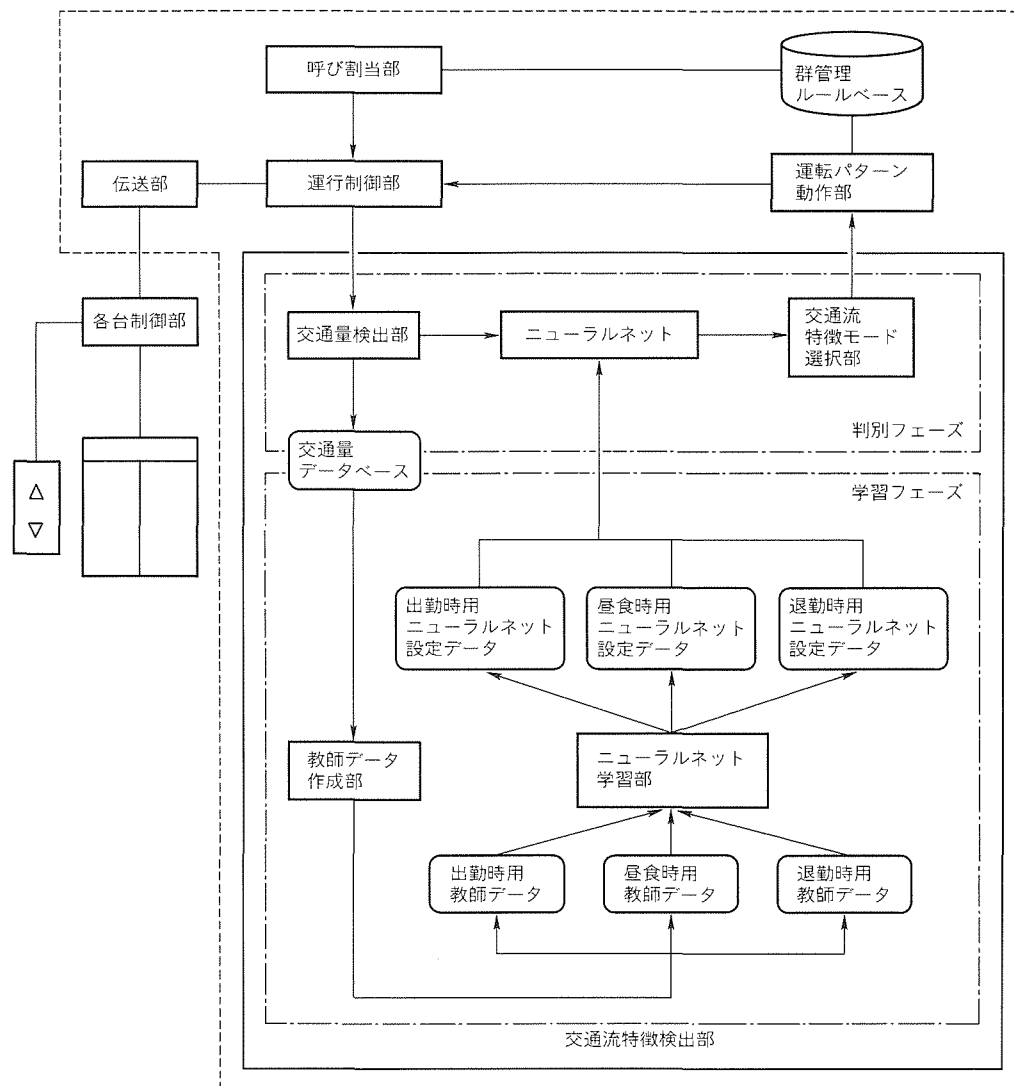 呼び割当部
群管理
ルールベース
伝送部
運行制御部
運転パターン
動作部
各台制御部
交通量検出部
ニューラルネット
交通流
特徴モード
選択部
判別フェーズ
交通量
データベース
学習フェーズ
△
▽
出勤時用
ニューラルネット
設定データ
昼食時用
ニューラルネット
設定データ
退勤時用
ニューラルネット
設定データ
教師データ
作成部
ニューラルネット
学習部
出勤時用
教師データ
昼食時用
教師データ
退勤時用
教師データ
交通流特徴検出部